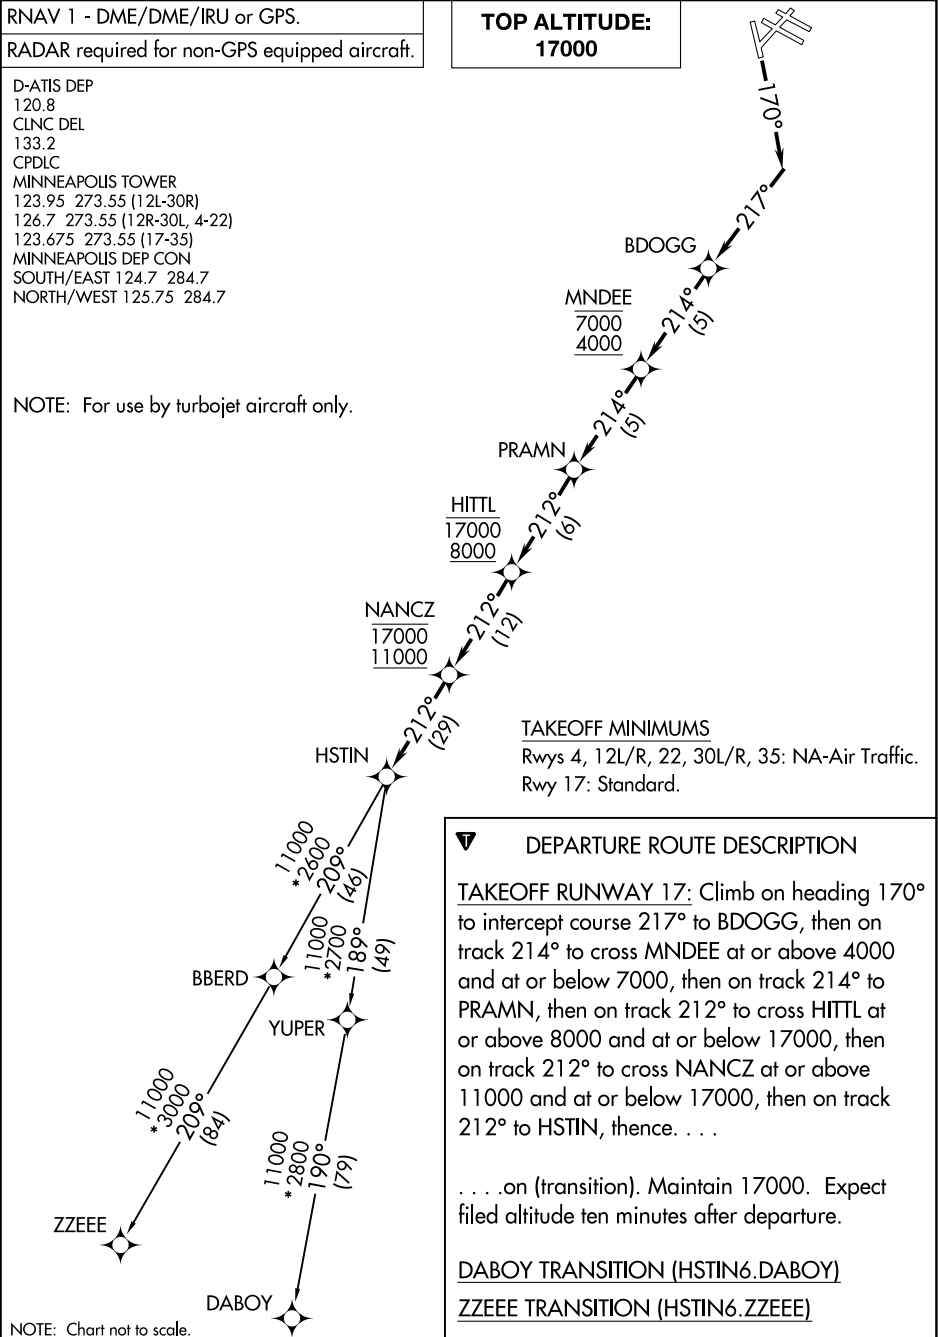 RNAV 1 - DME/DME/IRU or GPS.
RADAR required for non-GPS equipped aircraft.
TOP ALTITUDE:
17000
D-ATIS DEP
120.8
CLNC DEL
133.2
CPDLC
MINNEAPOLIS TOWER
123.95 273.55 (12L-30R)
126.7 273.55 (12R-30L, 4-22)
123.675 273.55 (17-35)
MINNEAPOLIS DEP CON
SOUTH/EAST 124.7 284.7
NORTH/WEST 125.75 284.7
NOTE: For use by turbojet aircraft only.
170°
217°
BDOGG
214°
(5)
MNDEE
7000
4000
214°
(5)
PRAMN
212°
(6)
HITTL
17000
8000
212°
(12)
NANCZ
17000
11000
212°
(29)
HSTIN
11000
*2600
209°
(46)
11000
*2700
189°
(49)
BBERD
YUPER
11000
*3000
209°
(84)
11000
*2800
190°
(79)
ZZEEE
DABOY
NOTE: Chart not to scale.
TAKEOFF MINIMUMS
Rwys 4, 12L/R, 22, 30L/R, 35: NA-Air Traffic.
Rwy 17: Standard.
T DEPARTURE ROUTE DESCRIPTION
TAKEOFF RUNWAY 17: Climb on heading 170°
to intercept course 217° to BDOGG, then on
track 214° to cross MNDEE at or above 4000
and at or below 7000, then on track 214° to
PRAMN, then on track 212° to cross HITTL at
or above 8000 and at or below 17000, then
on track 212° to cross NANCZ at or above
11000 and at or below 17000, then on track
212° to HSTIN, thence. . . .
. . . .on (transition). Maintain 17000. Expect
filed altitude ten minutes after departure.
DABOY TRANSITION (HSTIN6.DABOY)
ZZEEE TRANSITION (HSTIN6.ZZEEE)